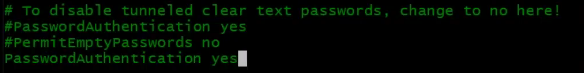 # To disable tunneled clear text passwords, change to no here!
#PasswordAuthentication yes
#PermitEmptyPasswords no
PasswordAuthentication yes